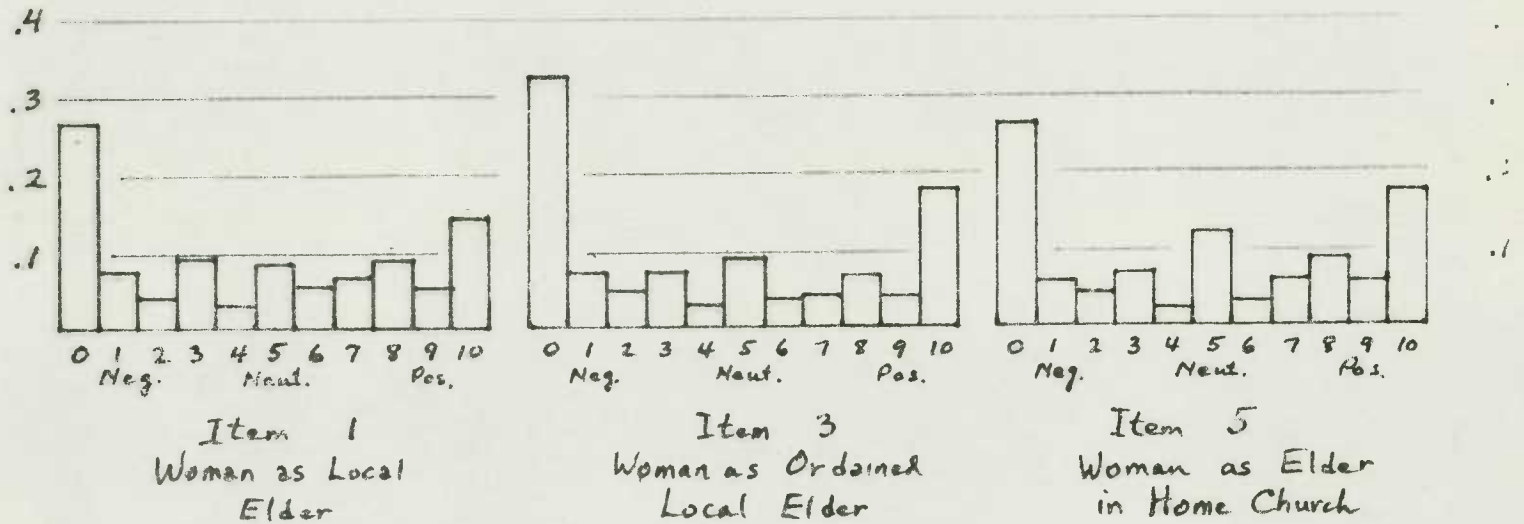 .4
.3
.2
.1
0 1 2 3 4 5 6 7 8 9 10
Neg. Neut. Pos.
Item 1
Woman as Local
Elder
0 1 2 3 4 5 6 7 8 9 10
Neg. Neut. Pos.
Item 3
Woman as Ordained
Local Elder
0 1 2 3 4 5 6 7 8 9 10
Neg. Neut. Pos.
Item 5
Woman as Elder
in Home Church
.1